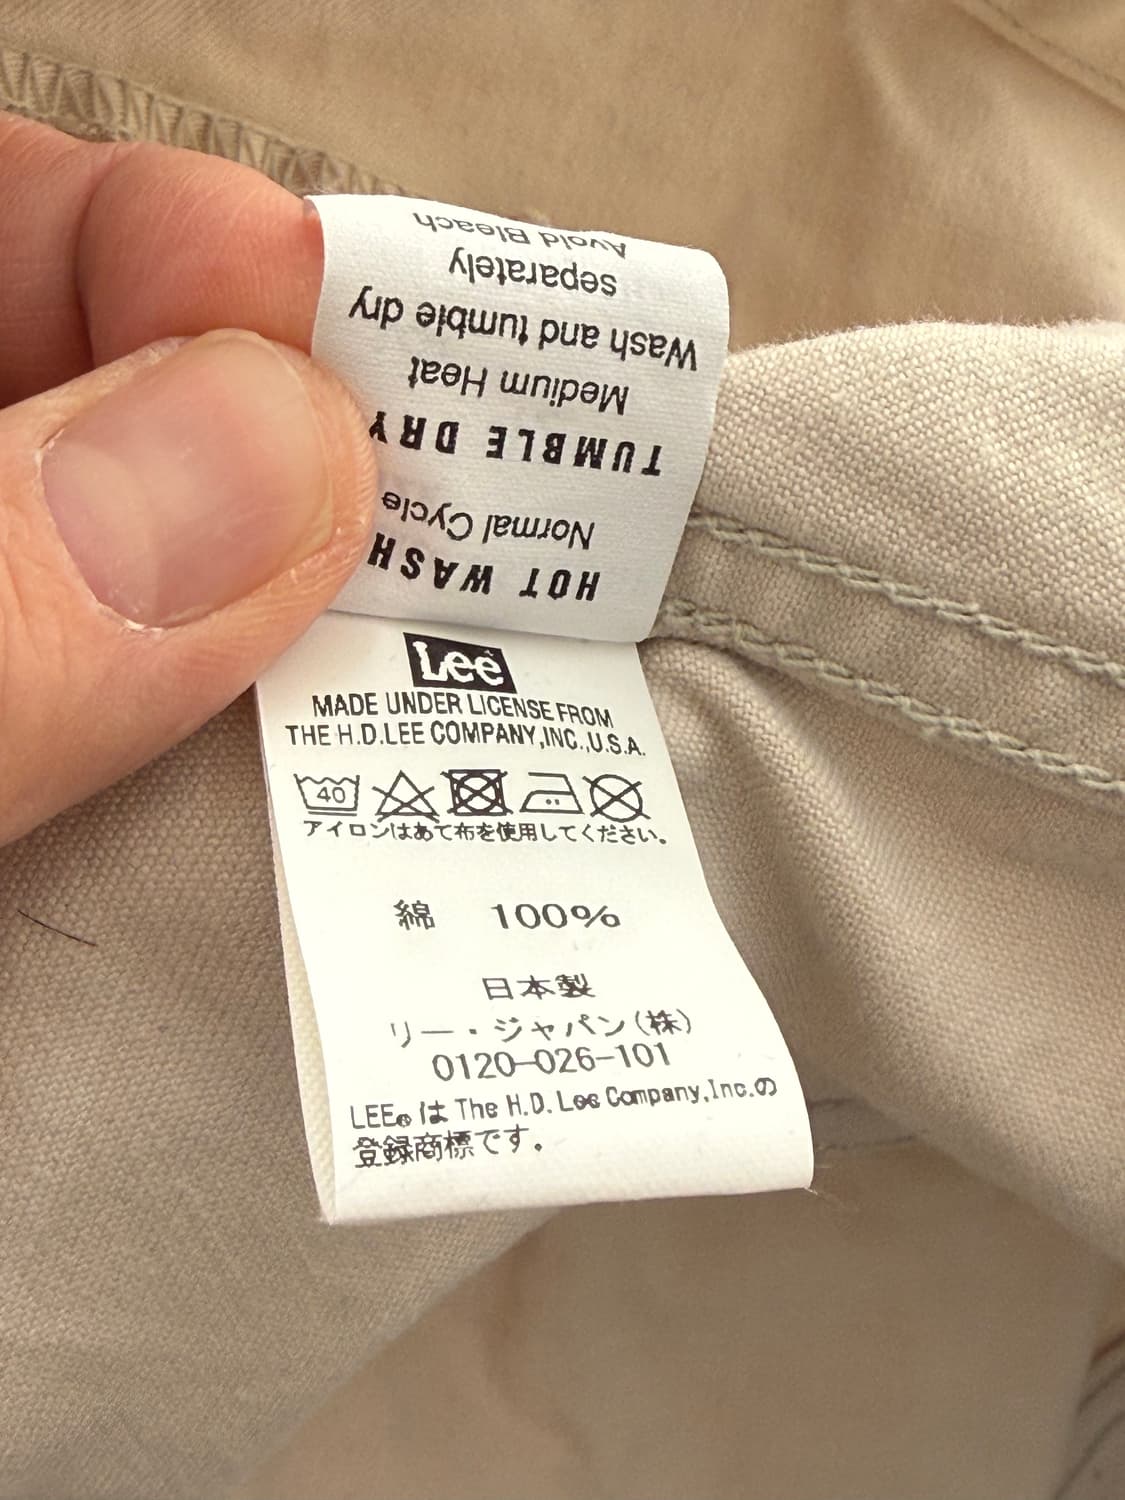 HOT WASH
Normal Cycle
TUMBLE DRY
Medium Heat
Wash and tumble dry
separately
Avoid Bleach
Lee
MADE UNDER LICENSE FROM
THE H.D.LEE COMPANY,INC.,U.S.A.
40
アイロンはあて布を使用してください。
綿 100%
日本製
リー・ジャパン(株)
0120-026-101
LEE®は The H.D. Lee Company,Inc.の
登録商標です。